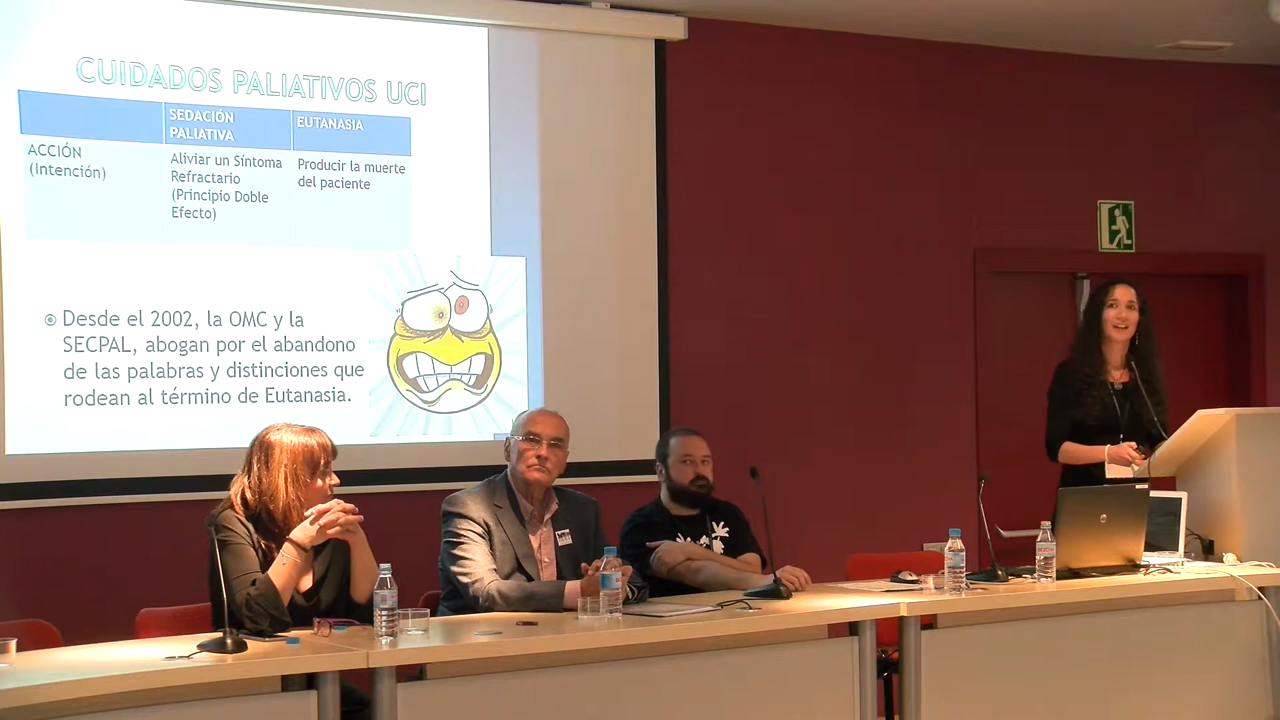 CUIDADOS PALIATIVOS UCI
SEDACIÓN
PALIATIVA
EUTANASIA
ACCIÓN
(Intención)
Aliviar un Síntoma
Refractario
(Principio Doble
Efecto)
Producir la muerte
del paciente
Desde el 2002, la OMC y la
SECPAL, abogan por el abandono
de las palabras y distinciones que
rodean al término de Eutanasia.
hp